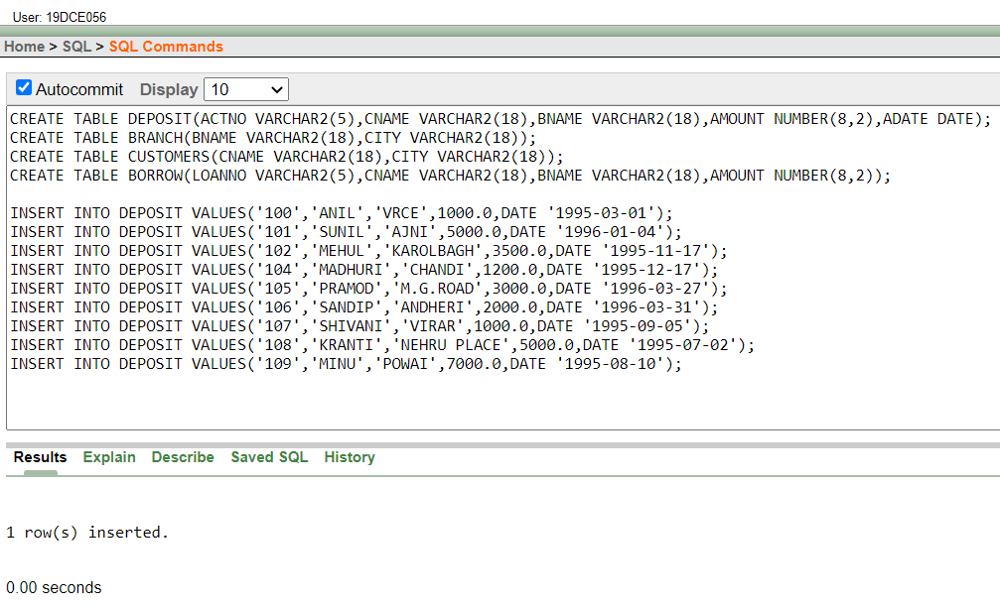 User: 19DCE056
Home > SQL > SQL Commands
Autocommit Display 10
CREATE TABLE DEPOSIT(ACTNO VARCHAR2(5),CNAME VARCHAR2(18),BNAME VARCHAR2(18),AMOUNT NUMBER(8,2),ADATE DATE);
CREATE TABLE BRANCH(BNAME VARCHAR2(18),CITY VARCHAR2(18));
CREATE TABLE CUSTOMERS(CNAME VARCHAR2(18),CITY VARCHAR2(18));
CREATE TABLE BORROW(LOANNO VARCHAR2(5),CNAME VARCHAR2(18),BNAME VARCHAR2(18),AMOUNT NUMBER(8,2));
INSERT INTO DEPOSIT VALUES('100','ANIL','VRCE',1000.0,DATE '1995-03-01');
INSERT INTO DEPOSIT VALUES('101','SUNIL','AJNI',5000.0,DATE '1996-01-04');
INSERT INTO DEPOSIT VALUES('102','MEHUL','KAROLBAGH',3500.0,DATE '1995-11-17');
INSERT INTO DEPOSIT VALUES('104','MADHURI','CHANDI',1200.0,DATE '1995-12-17');
INSERT INTO DEPOSIT VALUES('105','PRAMOD','M.G.ROAD',3000.0,DATE '1996-03-27');
INSERT INTO DEPOSIT VALUES('106','SANDIP','ANDHERI',2000.0,DATE '1996-03-31');
INSERT INTO DEPOSIT VALUES('107','SHIVANI','VIRAR',1000.0,DATE '1995-09-05');
INSERT INTO DEPOSIT VALUES('108','KRANTI','NEHRU PLACE',5000.0,DATE '1995-07-02');
INSERT INTO DEPOSIT VALUES('109','MINU','POWAI',7000.0,DATE '1995-08-10');
Results Explain Describe Saved SQL History
1 row(s) inserted.
0.00 seconds